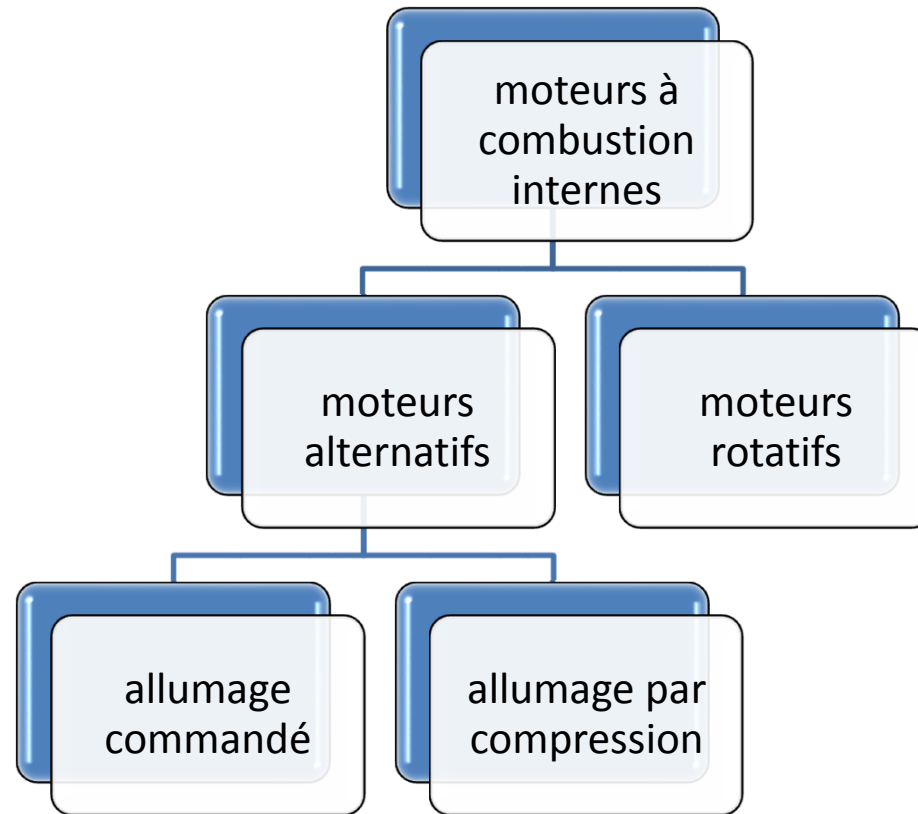 moteurs à
combustion
internes
moteurs
alternatifs
moteurs
rotatifs
allumage
commandé
allumage par
compression